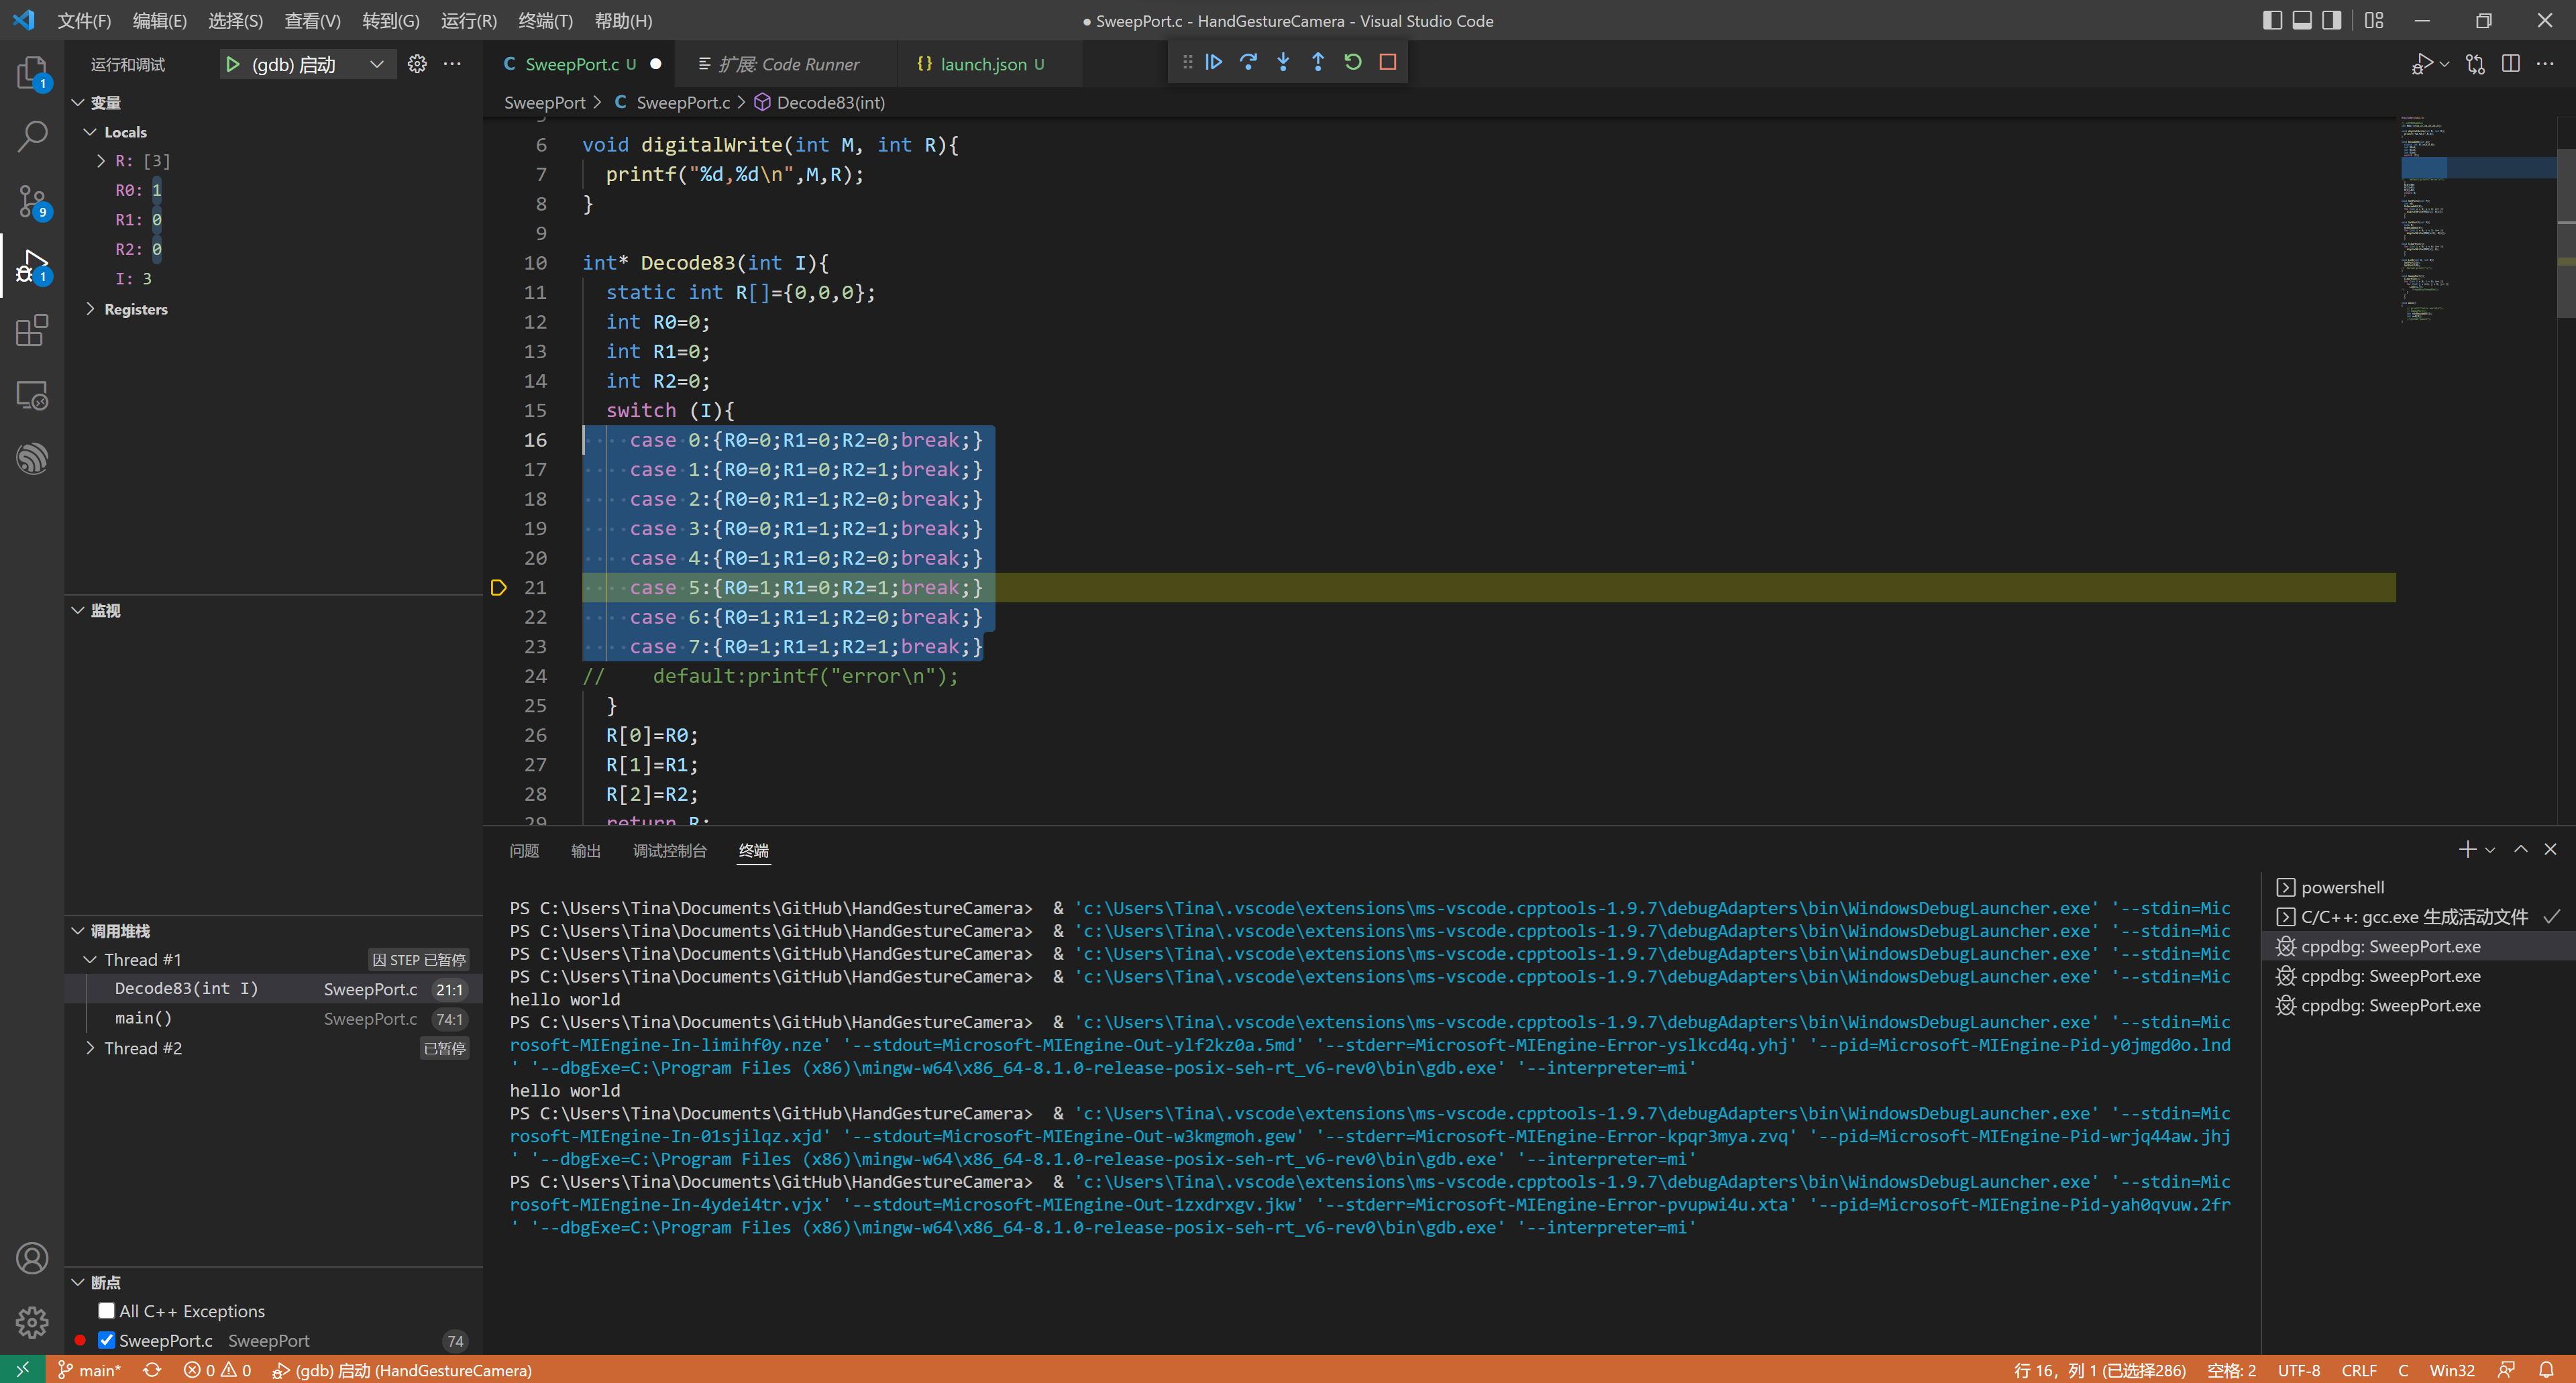 文件(F) 编辑(E) 选择(S) 查看(V) 转到(G) 运行(R) 终端(T) 帮助(H)
● SweepPort.c - HandGestureCamera - Visual Studio Code
运行和调试
(gdb) 启动
SweepPort.c U
扩展: Code Runner
launch.json U
SweepPort > C SweepPort.c > Decode83(int)
变量
Locals
R: [3]
R0: 1
R1: 0
R2: 0
I: 3
Registers
监视
调用堆栈
Thread #1 因 STEP 已暂停
Decode83(int I) SweepPort.c 21:1
main() SweepPort.c 74:1
Thread #2 已暂停
断点
All C++ Exceptions
SweepPort.c SweepPort 74
6 void digitalWrite(int M, int R){
7 printf("%d,%d\n",M,R);
8 }
9
10 int* Decode83(int I){
11 static int R[]={0,0,0};
12 int R0=0;
13 int R1=0;
14 int R2=0;
15 switch (I){
16 case 0:{R0=0;R1=0;R2=0;break;}
17 case 1:{R0=0;R1=0;R2=1;break;}
18 case 2:{R0=0;R1=1;R2=0;break;}
19 case 3:{R0=0;R1=1;R2=1;break;}
20 case 4:{R0=1;R1=0;R2=0;break;}
21 case 5:{R0=1;R1=0;R2=1;break;}
22 case 6:{R0=1;R1=1;R2=0;break;}
23 case 7:{R0=1;R1=1;R2=1;break;}
24 //    default:printf("error\n");
25 }
26 R[0]=R0;
27 R[1]=R1;
28 R[2]=R2;
29 return R;
问题 输出 调试控制台 终端
PS C:\Users\Tina\Documents\GitHub\HandGestureCamera>  & 'c:\Users\Tina\.vscode\extensions\ms-vscode.cpptools-1.9.7\debugAdapters\bin\WindowsDebugLauncher.exe' '--stdin=Mic
PS C:\Users\Tina\Documents\GitHub\HandGestureCamera>  & 'c:\Users\Tina\.vscode\extensions\ms-vscode.cpptools-1.9.7\debugAdapters\bin\WindowsDebugLauncher.exe' '--stdin=Mic
PS C:\Users\Tina\Documents\GitHub\HandGestureCamera>  & 'c:\Users\Tina\.vscode\extensions\ms-vscode.cpptools-1.9.7\debugAdapters\bin\WindowsDebugLauncher.exe' '--stdin=Mic
PS C:\Users\Tina\Documents\GitHub\HandGestureCamera>  & 'c:\Users\Tina\.vscode\extensions\ms-vscode.cpptools-1.9.7\debugAdapters\bin\WindowsDebugLauncher.exe' '--stdin=Mic
hello world
PS C:\Users\Tina\Documents\GitHub\HandGestureCamera>  & 'c:\Users\Tina\.vscode\extensions\ms-vscode.cpptools-1.9.7\debugAdapters\bin\WindowsDebugLauncher.exe' '--stdin=Mic
rosoft-MIEngine-In-limihf0y.nze' '--stdout=Microsoft-MIEngine-Out-ylf2kz0a.5md' '--stderr=Microsoft-MIEngine-Error-yslkcd4q.yhj' '--pid=Microsoft-MIEngine-Pid-y0jmgd0o.lnd
' '--dbgExe=C:\Program Files (x86)\mingw-w64\x86_64-8.1.0-release-posix-seh-rt_v6-rev0\bin\gdb.exe' '--interpreter=mi'
hello world
PS C:\Users\Tina\Documents\GitHub\HandGestureCamera>  & 'c:\Users\Tina\.vscode\extensions\ms-vscode.cpptools-1.9.7\debugAdapters\bin\WindowsDebugLauncher.exe' '--stdin=Mic
rosoft-MIEngine-In-01sjilqz.xjd' '--stdout=Microsoft-MIEngine-Out-w3kmgmoh.gew' '--stderr=Microsoft-MIEngine-Error-kpqr3mya.zvq' '--pid=Microsoft-MIEngine-Pid-wrjq44aw.jhj
' '--dbgExe=C:\Program Files (x86)\mingw-w64\x86_64-8.1.0-release-posix-seh-rt_v6-rev0\bin\gdb.exe' '--interpreter=mi'
PS C:\Users\Tina\Documents\GitHub\HandGestureCamera>  & 'c:\Users\Tina\.vscode\extensions\ms-vscode.cpptools-1.9.7\debugAdapters\bin\WindowsDebugLauncher.exe' '--stdin=Mic
rosoft-MIEngine-In-4ydei4tr.vjx' '--stdout=Microsoft-MIEngine-Out-1zxdrxgv.jkw' '--stderr=Microsoft-MIEngine-Error-pvupwi4u.xta' '--pid=Microsoft-MIEngine-Pid-yah0qvuw.2fr
' '--dbgExe=C:\Program Files (x86)\mingw-w64\x86_64-8.1.0-release-posix-seh-rt_v6-rev0\bin\gdb.exe' '--interpreter=mi'
powershell
C/C++: gcc.exe 生成活动文件
cppdbg: SweepPort.exe
cppdbg: SweepPort.exe
cppdbg: SweepPort.exe
main* 0 0 (gdb) 启动 (HandGestureCamera)
行 16，列 1 (已选择286) 空格: 2 UTF-8 CRLF C Win32